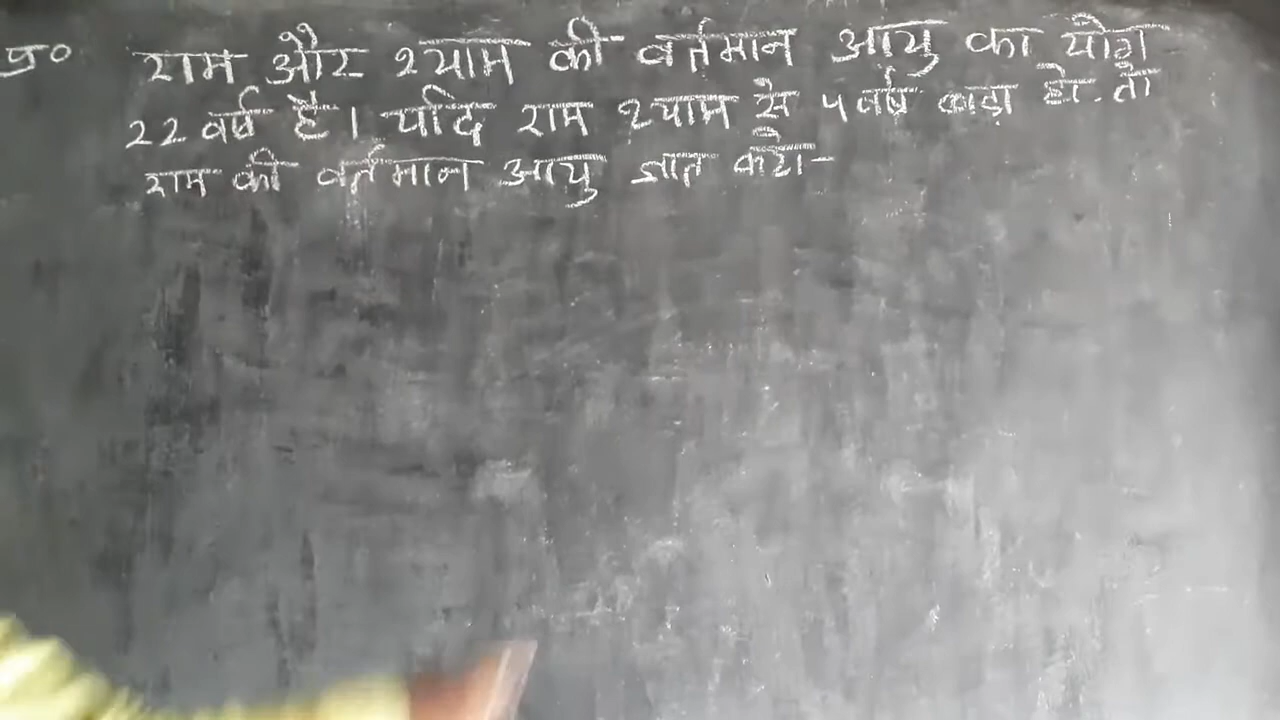 प्र० राम और श्याम की वर्तमान आयु का योग
22 वर्ष है। यदि राम श्याम से 4 वर्ष बड़ा हो. तो
राम की वर्तमान आयु ज्ञात करो-